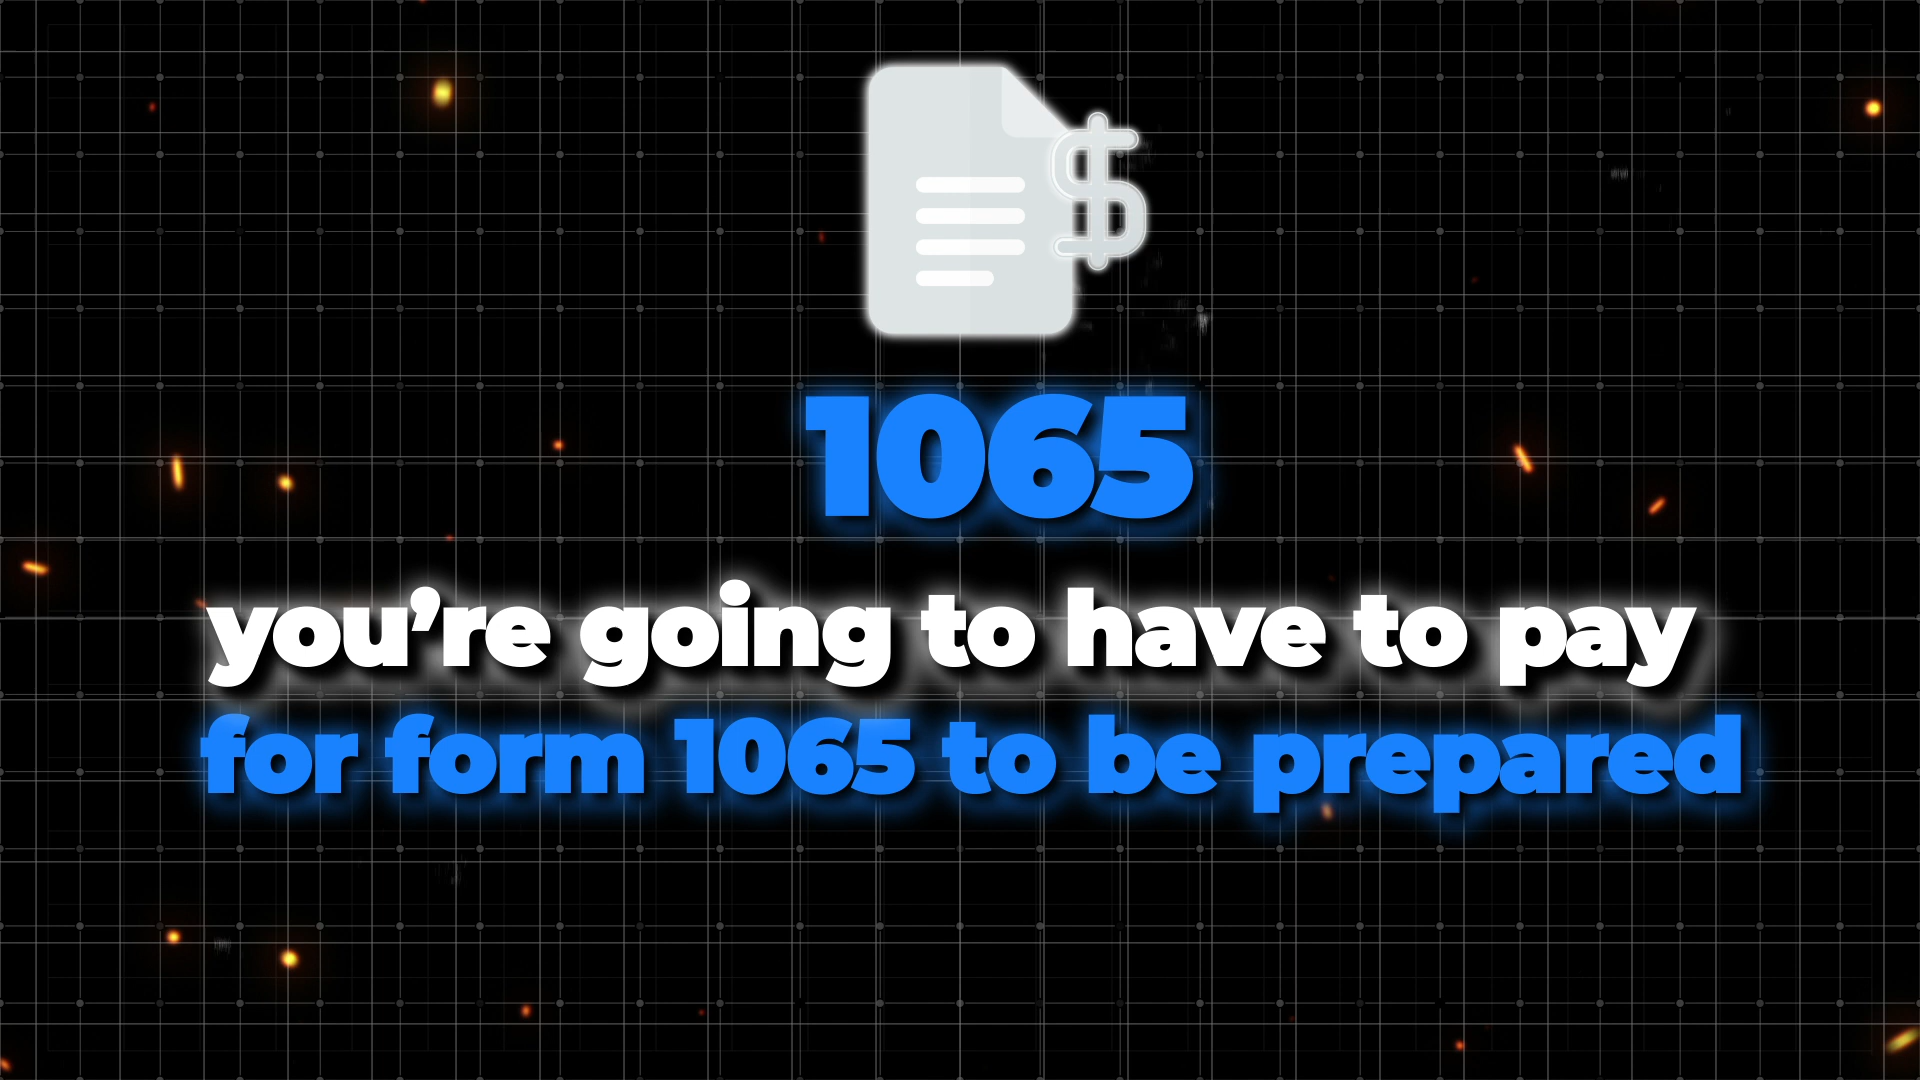 $
1065
you’re going to have to pay
for form 1065 to be prepared